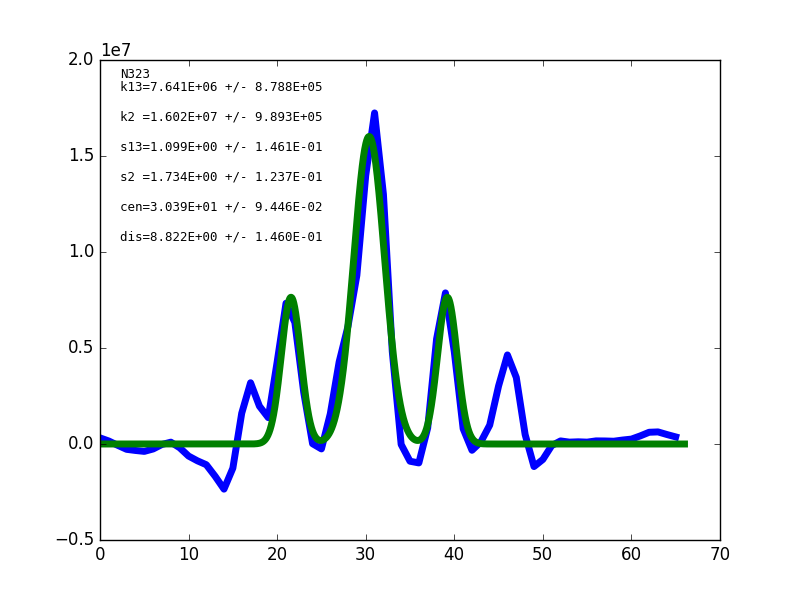 1e7
2.0
N323
k13=7.641E+06 +/- 8.788E+05
k2 =1.602E+07 +/- 9.893E+05
1.5
s13=1.099E+00 +/- 1.461E-01
s2 =1.734E+00 +/- 1.237E-01
cen=3.039E+01 +/- 9.446E-02
dis=8.822E+00 +/- 1.460E-01
1.0
0.5
0.0
−0.5
0 10 20 30 40 50 60 70